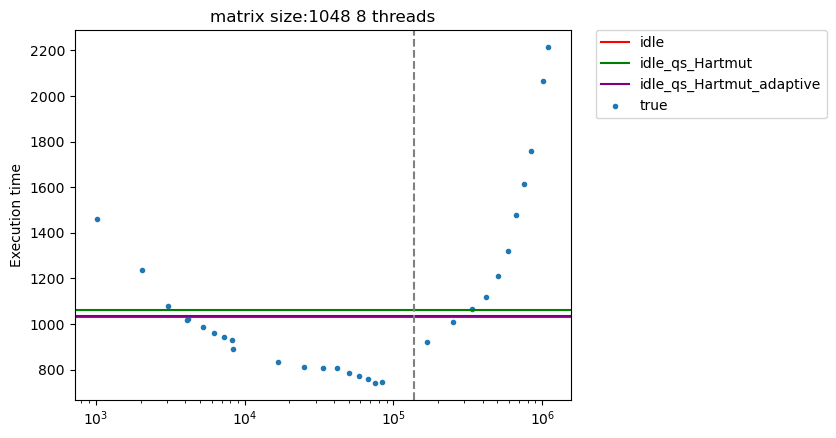 matrix size:1048 8 threads
idle
idle_qs_Hartmut
idle_qs_Hartmut_adaptive
true
Execution time
2200
2000
1800
1600
1400
1200
1000
800
10³ 10⁴ 10⁵ 10⁶